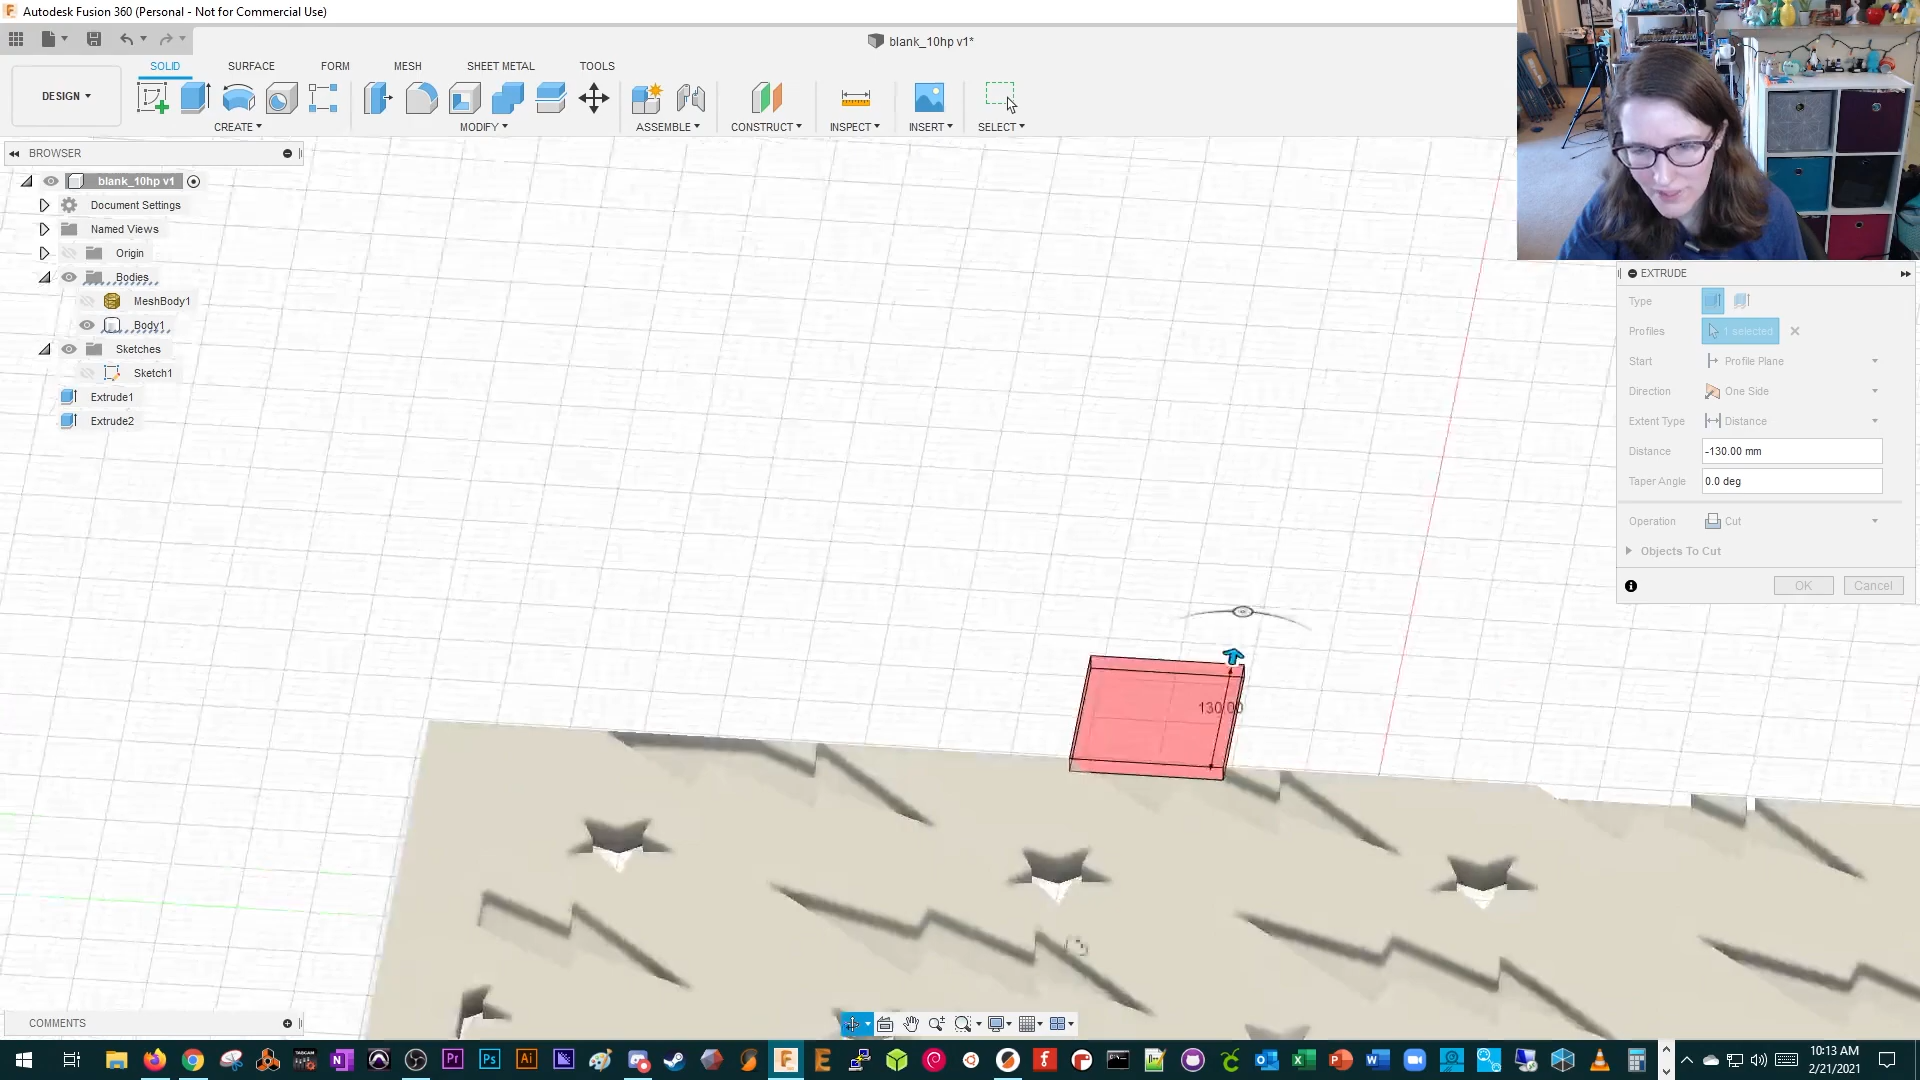 Autodesk Fusion 360 (Personal - Not for Commercial Use)
blank_10hp v1*
DESIGN
SOLID
SURFACE
FORM
MESH
SHEET METAL
TOOLS
CREATE
MODIFY
ASSEMBLE
CONSTRUCT
INSPECT
INSERT
SELECT
BROWSER
blank_10hp v1
Document Settings
Named Views
Origin
Bodies
MeshBody1
Body1
Sketches
Sketch1
Extrude1
Extrude2
EXTRUDE
Type
Profiles 1 selected
Start Profile Plane
Direction One Side
Extent Type Distance
Distance -130.00 mm
Taper Angle 0.0 deg
Operation Cut
Objects To Cut
OK Cancel
130.00
COMMENTS
10:13 AM
2/21/2021